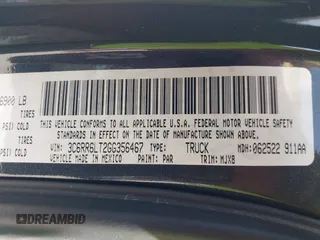 6900 LB
TIRES
PSI COLD
TIRES
PSI COLD
THIS VEHICLE CONFORMS TO ALL APPLICABLE U.S.A. FEDERAL MOTOR VEHICLE SAFETY
STANDARDS IN EFFECT ON THE DATE OF MANUFACTURE SHOWN ABOVE.
VIN: 3C6RR6LT2GG356467 TYPE: TRUCK MDH: 062522 911AA
MADE IN MEXICO PAINT: PAR TRIM: MJX8
© DREAMBID